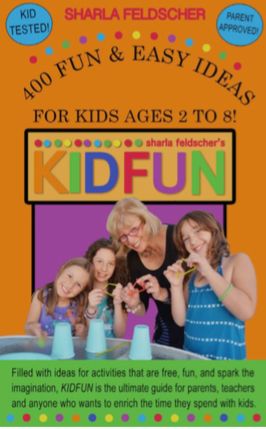 KID
TESTED!
SHARLA FELDSCHER
PARENT
APPROVED!
400 FUN & EASY IDEAS
FOR KIDS AGES 2 TO 8!
sharla feldscher's
KIDFUN
Filled with ideas for activities that are free, fun, and spark the
imagination, KIDFUN is the ultimate guide for parents, teachers
and anyone who wants to enrich the time they spend with kids.